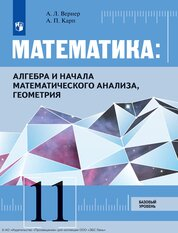 А. Л. Вернер
А. П. Карп
МАТЕМАТИКА:
АЛГЕБРА И НАЧАЛА
МАТЕМАТИЧЕСКОГО АНАЛИЗА,
ГЕОМЕТРИЯ
11
БАЗОВЫЙ
УРОВЕНЬ